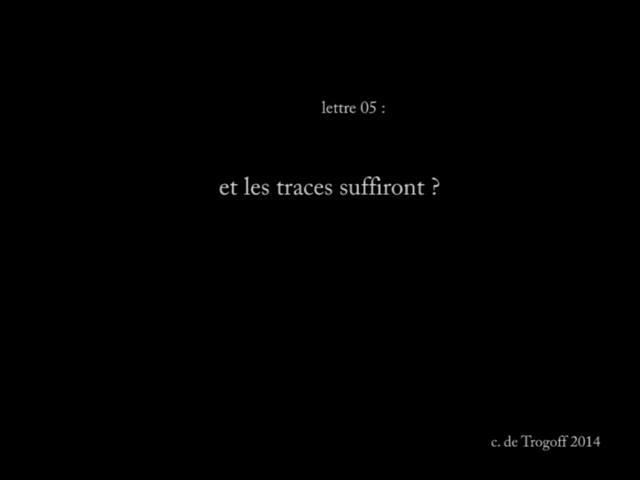 lettre 05 :
et les traces suffiront ?
c. de Trogoff 2014